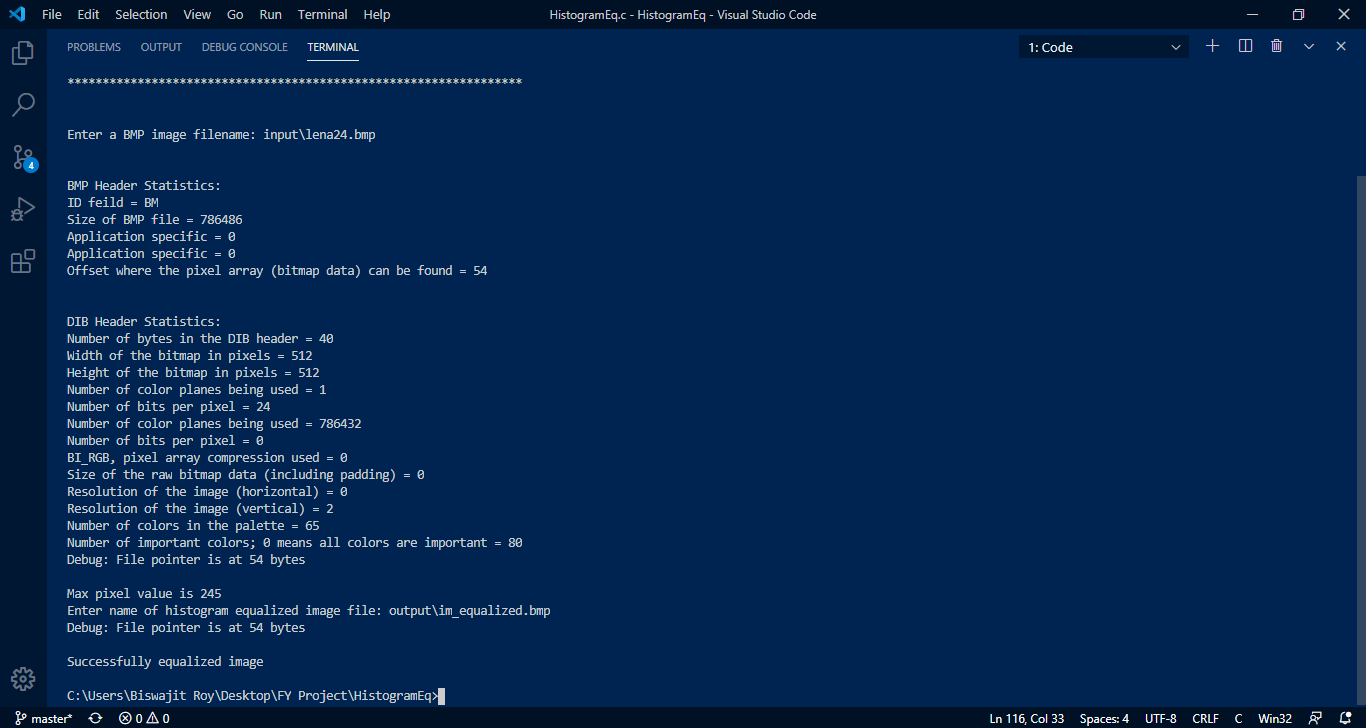 File Edit Selection View Go Run Terminal Help HistogramEq.c - HistogramEq - Visual Studio Code
PROBLEMS OUTPUT DEBUG CONSOLE TERMINAL 1: Code
*****************************************************************
Enter a BMP image filename: input\lena24.bmp
4
BMP Header Statistics:
ID feild = BM
Size of BMP file = 786486
Application specific = 0
Application specific = 0
Offset where the pixel array (bitmap data) can be found = 54
DIB Header Statistics:
Number of bytes in the DIB header = 40
Width of the bitmap in pixels = 512
Height of the bitmap in pixels = 512
Number of color planes being used = 1
Number of bits per pixel = 24
Number of color planes being used = 786432
Number of bits per pixel = 0
BI_RGB, pixel array compression used = 0
Size of the raw bitmap data (including padding) = 0
Resolution of the image (horizontal) = 0
Resolution of the image (vertical) = 2
Number of colors in the palette = 65
Number of important colors; 0 means all colors are important = 80
Debug: File pointer is at 54 bytes
Max pixel value is 245
Enter name of histogram equalized image file: output\im_equalized.bmp
Debug: File pointer is at 54 bytes
Successfully equalized image
C:\Users\Biswajit Roy\Desktop\FY Project\HistogramEq>
master* 0 0 Ln 116, Col 33 Spaces: 4 UTF-8 CRLF C Win32